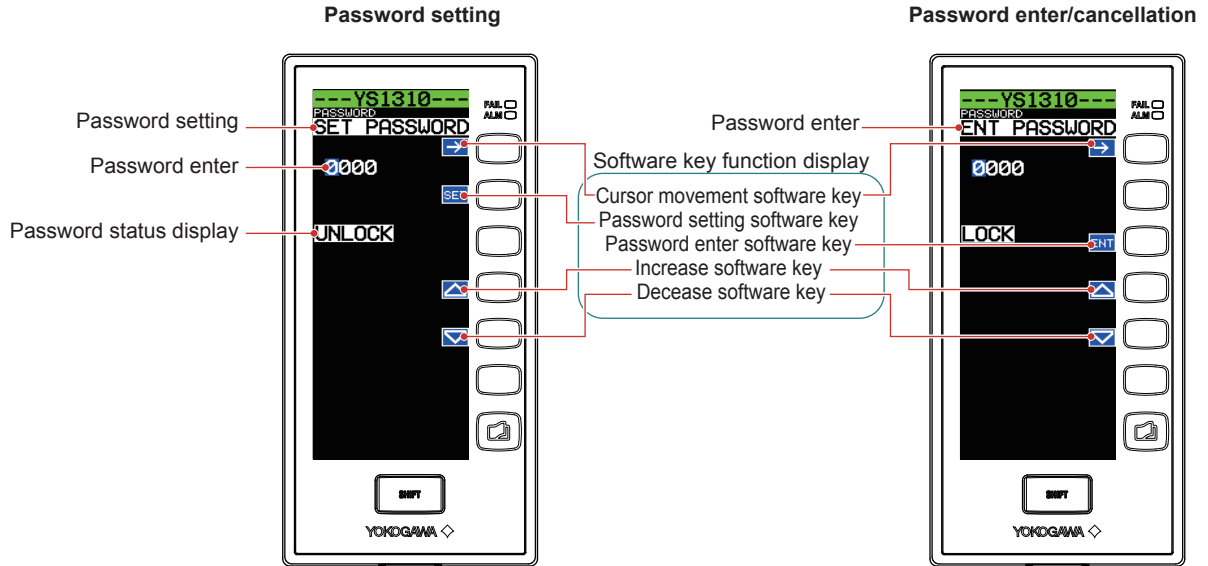 Password setting
Password enter/cancellation
---YS1310---
PASSWORD
SET PASSWORD
FAIL
ALM
0000
SEt
UNLOCK
SHIFT
YOKOGAWA
Password setting
Password enter
Password status display
Password enter
Software key function display
Cursor movement software key
Password setting software key
Password enter software key
Increase software key
Decease software key
---YS1310---
PASSWORD
ENT PASSWORD
FAIL
ALM
0000
LOCK
ENT
SHIFT
YOKOGAWA